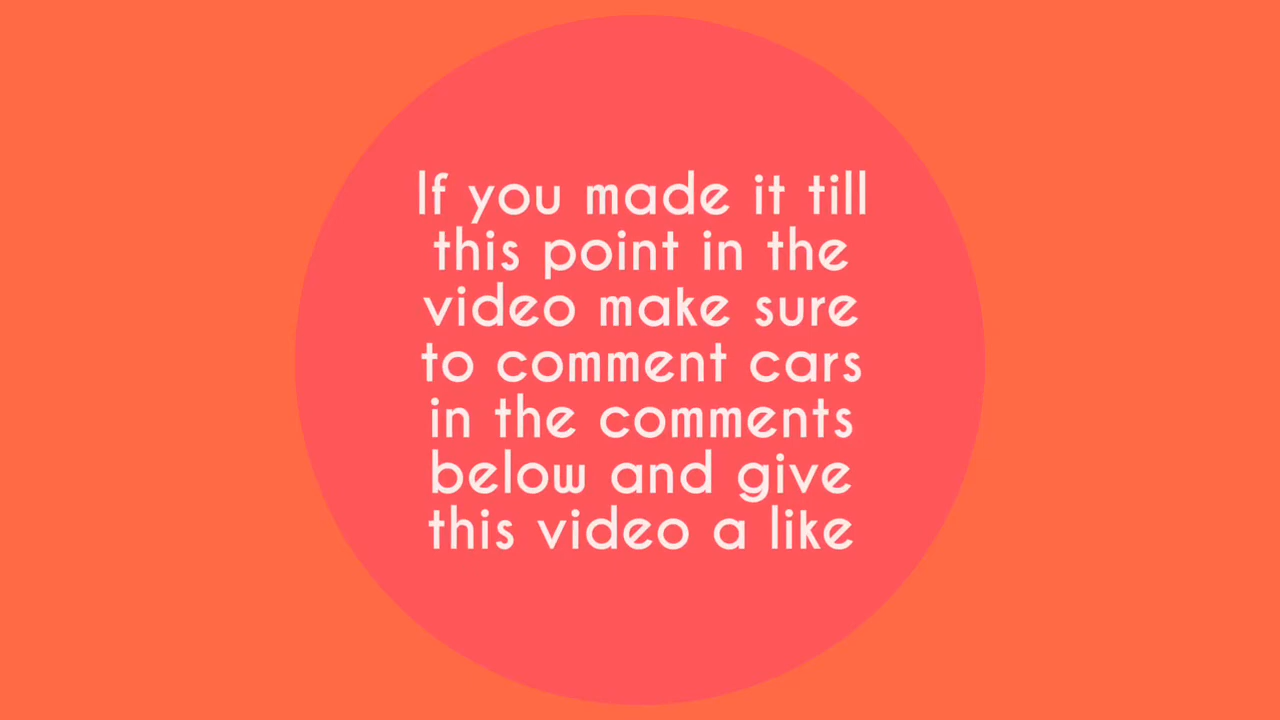 If you made it till
this point in the
video make sure
to comment cars
in the comments
below and give
this video a like